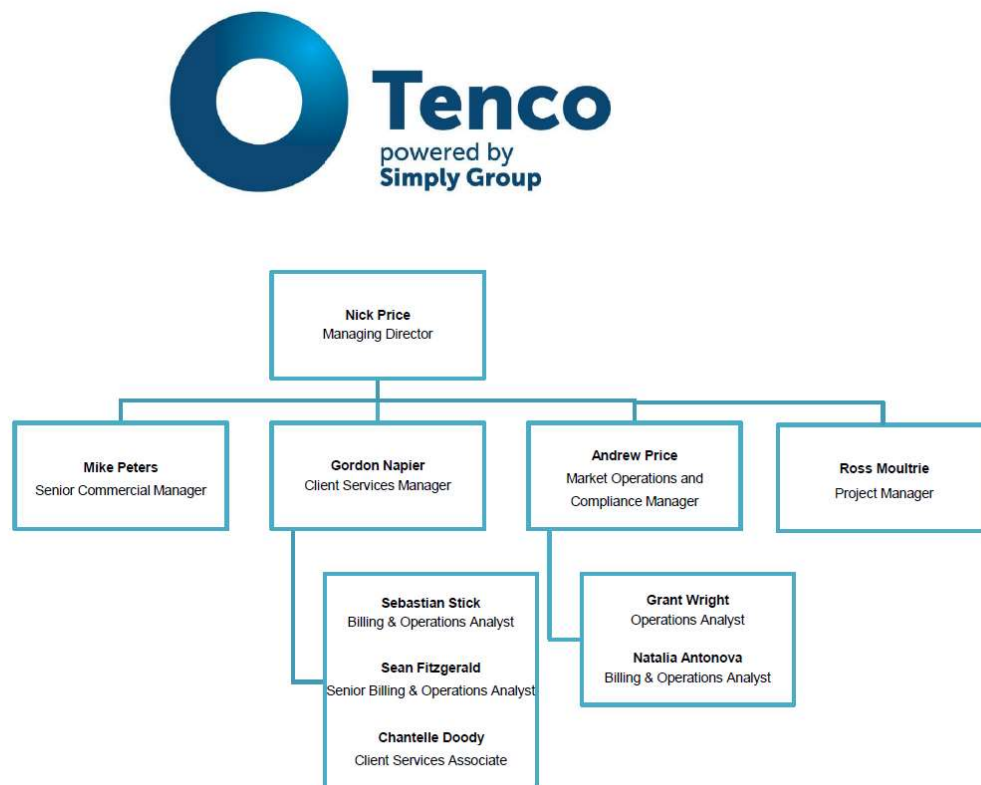 Tenco
powered by
Simply Group
Nick Price
Managing Director
Mike Peters
Senior Commercial Manager
Gordon Napier
Client Services Manager
Andrew Price
Market Operations and
Compliance Manager
Ross Moultrie
Project Manager
Sebastian Stick
Billing & Operations Analyst
Sean Fitzgerald
Senior Billing & Operations Analyst
Chantelle Doody
Client Services Associate
Grant Wright
Operations Analyst
Natalia Antonova
Billing & Operations Analyst